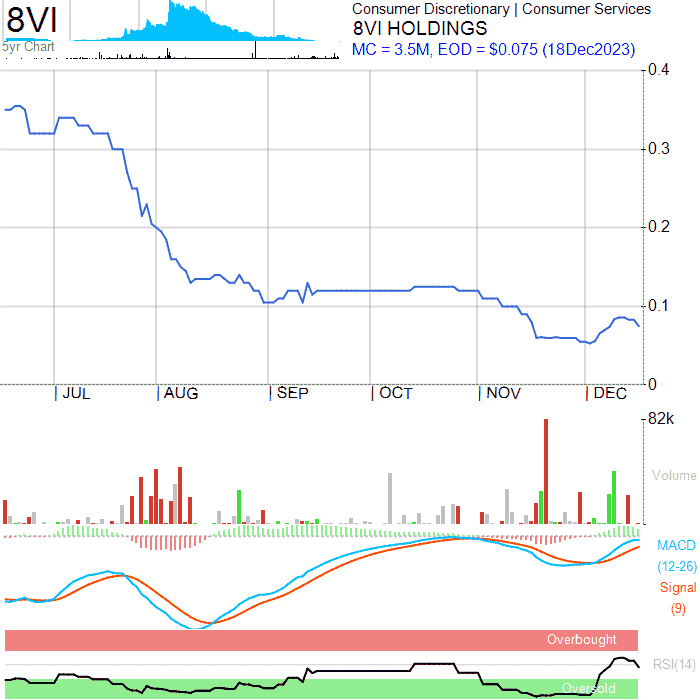 8VI
5yr Chart
Consumer Discretionary | Consumer Services
8VI HOLDINGS
MC = 3.5M, EOD = $0.075 (18Dec2023)
0.4
0.3
0.2
0.1
0
| JUL | AUG | SEP | OCT | NOV | DEC
82k
Volume
MACD
(12-26)
Signal
(9)
Overbought
RSI(14)
Oversold